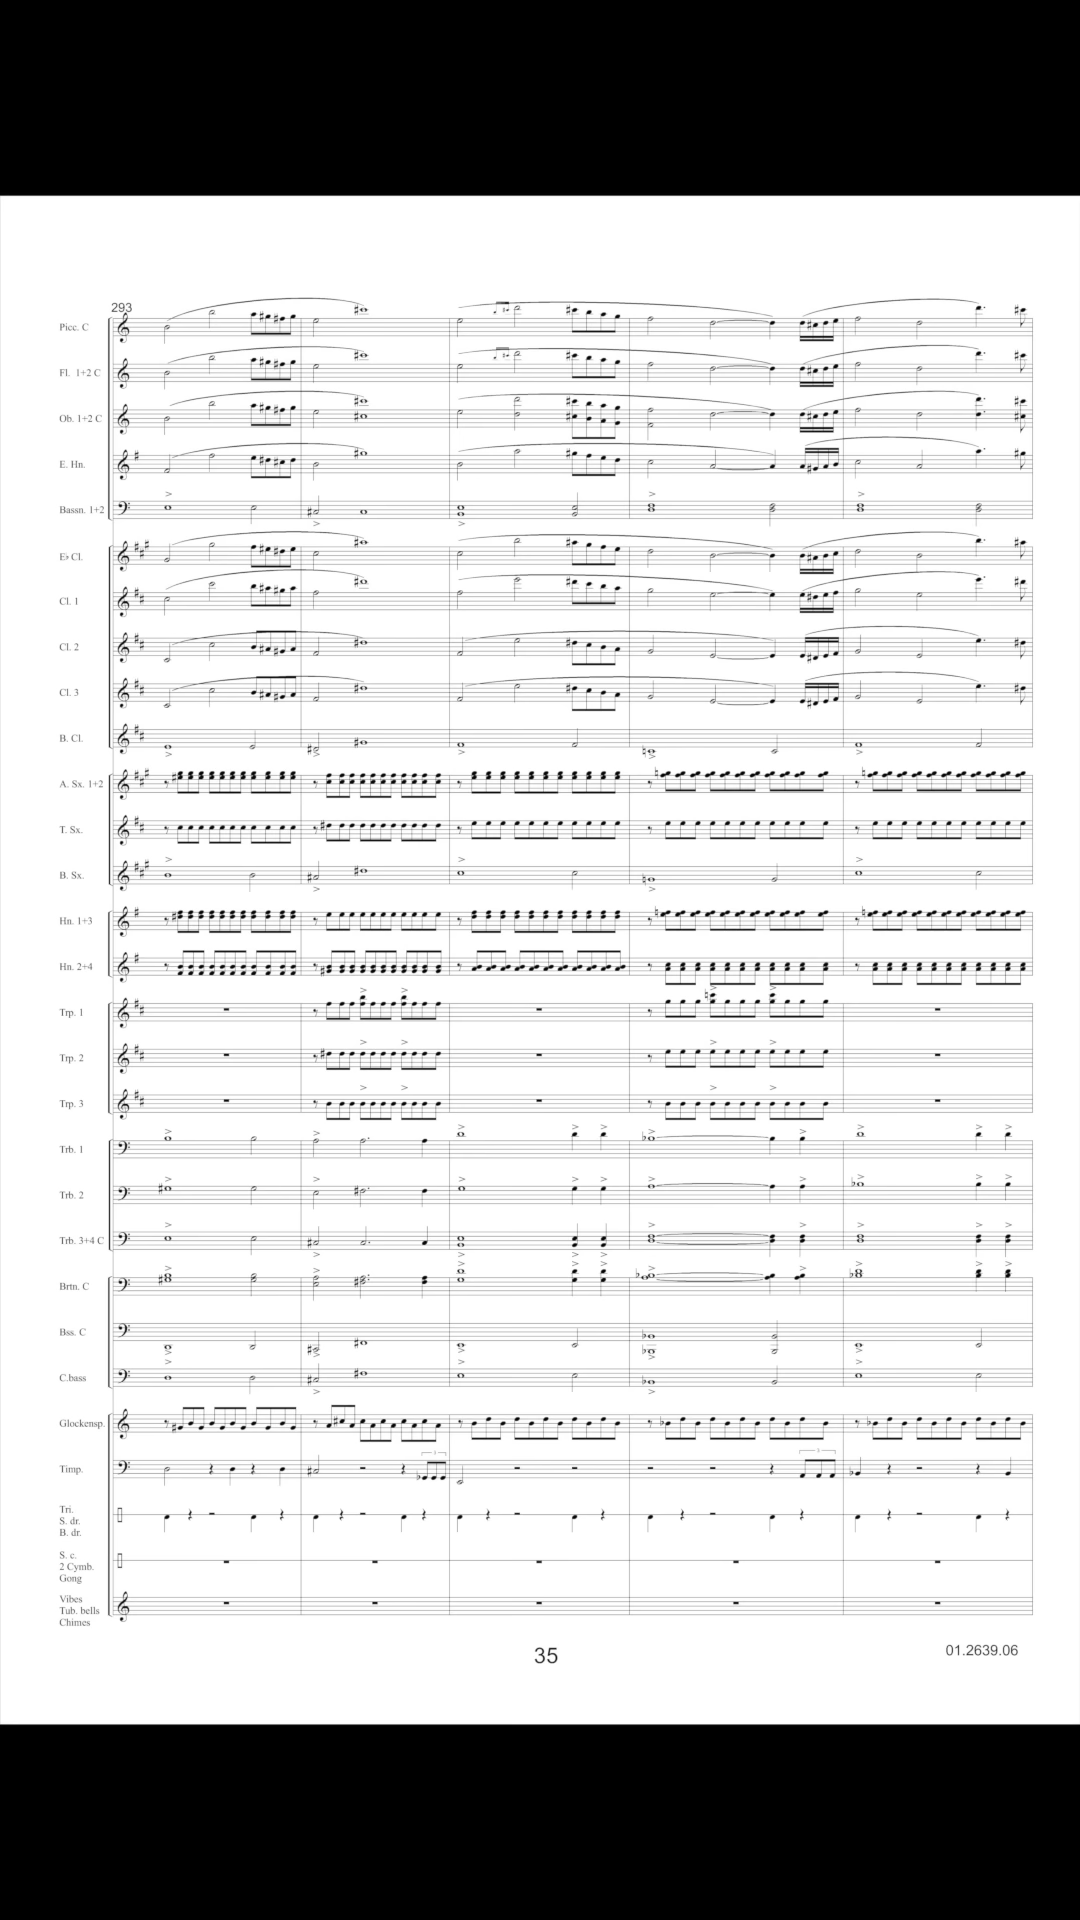 293
Picc. C
Fl. 1+2 C
Ob. 1+2 C
E. Hn.
Bassn. 1+2
E♭ Cl.
Cl. 1
Cl. 2
Cl. 3
B. Cl.
A. Sx. 1+2
T. Sx.
B. Sx.
Hn. 1+3
Hn. 2+4
Trp. 1
Trp. 2
Trp. 3
Trb. 1
Trb. 2
Trb. 3+4 C
Brtn. C
Bss. C
C.bass
Glockensp.
3
Timp.
3
Tri.
S. dr.
B. dr.
S. c.
2 Cymb.
Gong
Vibes
Tub. bells
Chimes
35
01.2639.06